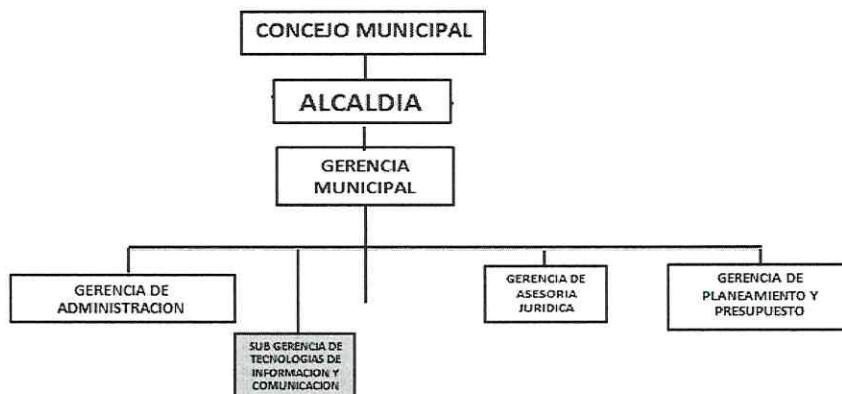 CONCEJO MUNICIPAL
ALCALDIA
GERENCIA
MUNICIPAL
GERENCIA DE
ADMINISTRACION
SUB GERENCIA DE
TECNOLOGIAS DE
INFORMACION Y
COMUNICACION
GERENCIA DE
ASESORIA
JURIDICA
GERENCIA DE
PLANEAMIENTO Y
PRESUPUESTO